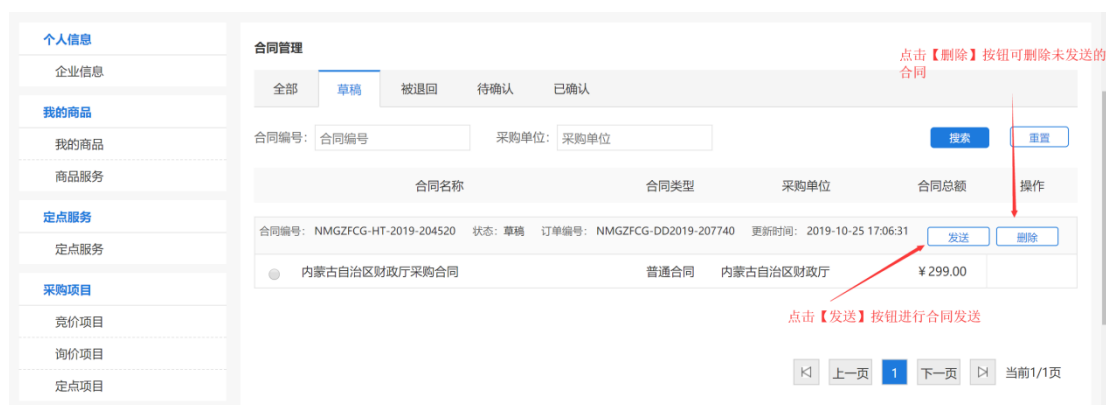 个人信息
企业信息
我的商品
我的商品
商品服务
定点服务
定点服务
采购项目
竞价项目
询价项目
定点项目
合同管理
点击【删除】按钮可删除未发送的
合同
全部 草稿 被退回 待确认 已确认
合同编号： 合同编号 采购单位： 采购单位 搜索 重置
合同名称 合同类型 采购单位 合同总额 操作
合同编号： NMGZFCG-HT-2019-204520 状态：草稿 订单编号： NMGZFCG-DD2019-207740 更新时间： 2019-10-25 17:06:31 发送 删除
内蒙古自治区财政厅采购合同 普通合同 内蒙古自治区财政厅 ￥299.00
点击【发送】按钮进行合同发送
上一页 1 下一页 当前1/1页